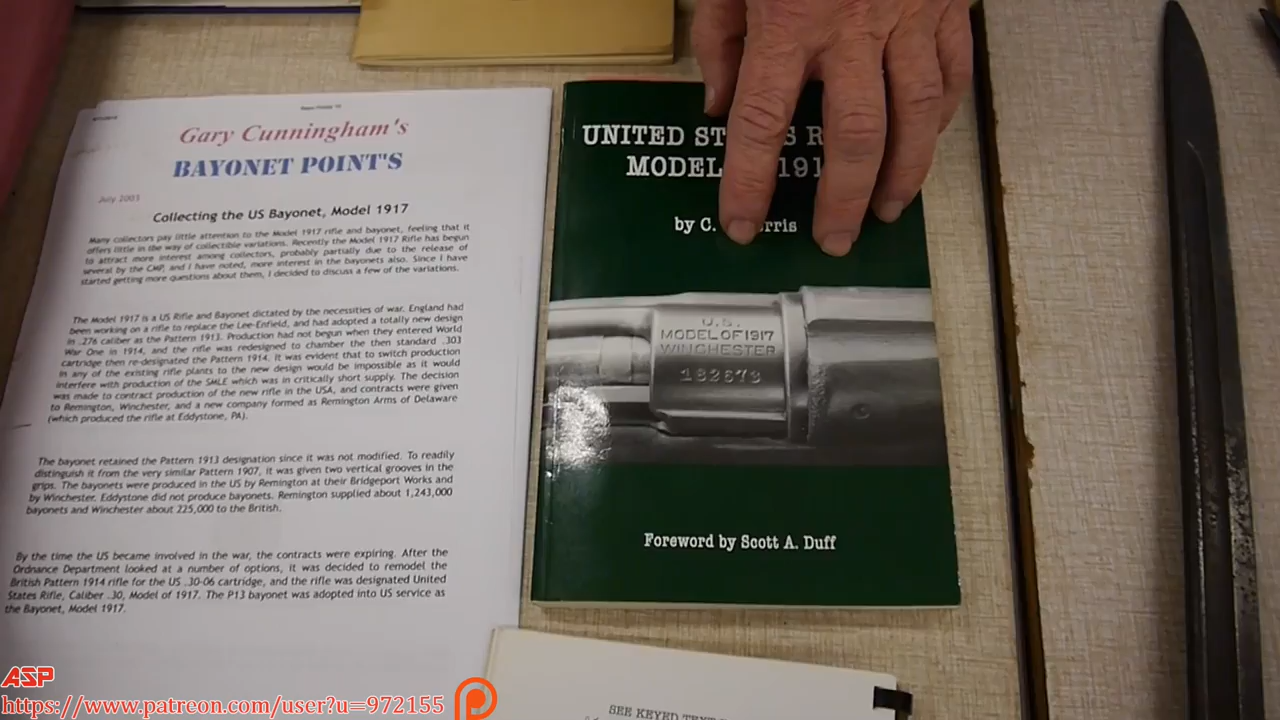 Gary Cunningham's
BAYONET POINT'S
July 2003
Collecting the US Bayonet, Model 1917
Many collectors pay little attention to the Model 1917 rifle and bayonet, feeling that it
offers little in the way of collectible variations. Recently the Model 1917 Rifle has begun
to attract more interest among collectors, probably partially due to the release of
several by the CMP, and I have noted, more interest in the bayonets also. Since I have
started getting more questions about them, I decided to discuss a few of the variations.
The Model 1917 is a US Rifle and Bayonet dictated by the necessities of war. England had
been working on a rifle to replace the Lee-Enfield, and had adopted a totally new design
in .276 caliber as the Pattern 1913. Production had not begun when they entered World
War One in 1914, and the rifle was redesigned to chamber the then standard .303
cartridge then re-designated the Pattern 1914. It was evident that to switch production
in any of the existing rifle plants to the new design would be impossible as it would
interfere with production of the SMLE which was in critically short supply. The decision
was made to contract production of the new rifle in the USA, and contracts were given
to Remington, Winchester, and a new company formed as Remington Arms of Delaware
(which produced the rifle at Eddystone, PA).
The bayonet retained the Pattern 1913 designation since it was not modified. To readily
distinguish it from the very similar Pattern 1907, it was given two vertical grooves in the
grips. The bayonets were produced in the US by Remington at their Bridgeport Works and
by Winchester. Eddystone did not produce bayonets. Remington supplied about 1,243,000
bayonets and Winchester about 225,000 to the British.
By the time the US became involved in the war, the contracts were expiring. After the
Ordnance Department looked at a number of options, it was decided to remodel the
British Pattern 1914 rifle for the US .30-06 cartridge, and the rifle was designated United
States Rifle, Caliber .30, Model of 1917. The P13 bayonet was adopted into US service as
the Bayonet, Model 1917.
UNITED ST S R
MODEL 191
by C. rris
U.S.
MODEL OF 1917
WINCHESTER
182673
Foreword by Scott A. Duff
SEE KEYED TEXT
ASP
https://www.patreon.com/user?u=972155